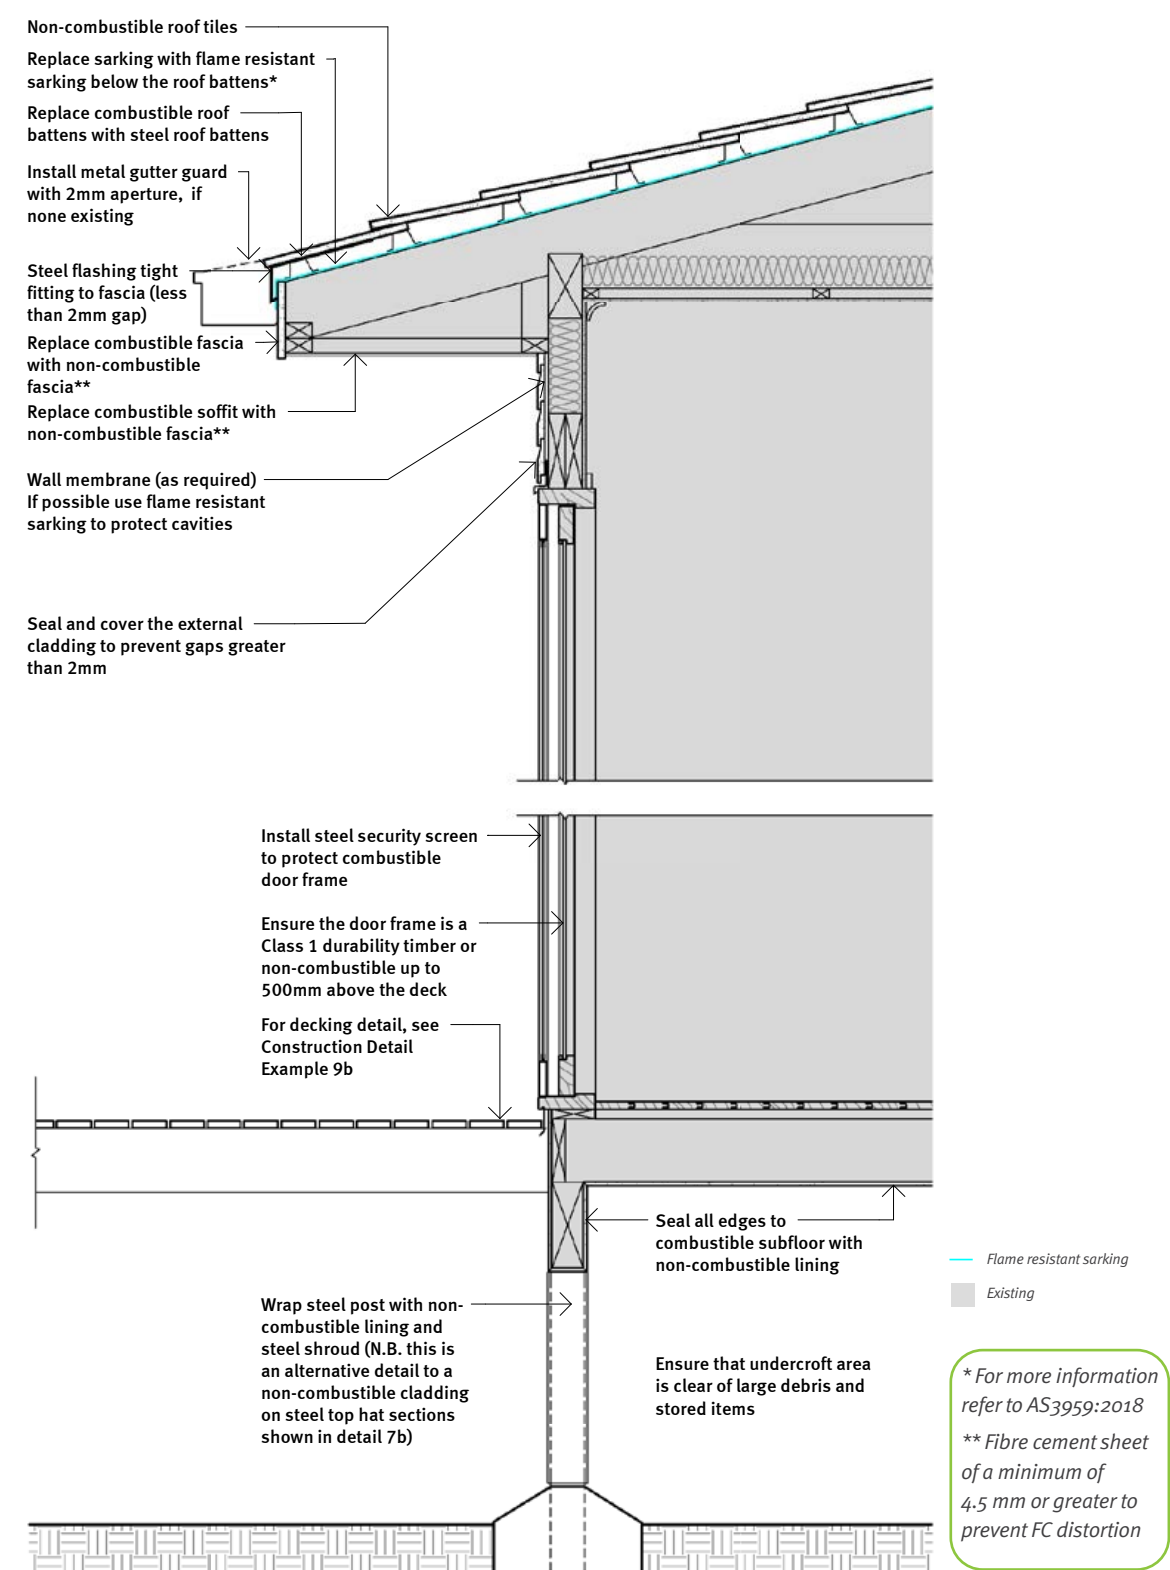 Non-combustible roof tiles
Replace sarking with flame resistant
sarking below the roof battens*
Replace combustible roof
battens with steel roof battens
Install metal gutter guard
with 2mm aperture, if
none existing
Steel flashing tight
fitting to fascia (less
than 2mm gap)
Replace combustible fascia
with non-combustible
fascia**
Replace combustible soffit with
non-combustible fascia**
Wall membrane (as required)
If possible use flame resistant
sarking to protect cavities
Seal and cover the external
cladding to prevent gaps greater
than 2mm
Install steel security screen
to protect combustible
door frame
Ensure the door frame is a
Class 1 durability timber or
non-combustible up to
500mm above the deck
For decking detail, see
Construction Detail
Example 9b
Seal all edges to
combustible subfloor with
non-combustible lining
Wrap steel post with non-
combustible lining and
steel shroud (N.B. this is
an alternative detail to a
non-combustible cladding
on steel top hat sections
shown in detail 7b)
Ensure that undercroft area
is clear of large debris and
stored items
Flame resistant sarking
Existing
* For more information
refer to AS3959:2018
** Fibre cement sheet
of a minimum of
4.5 mm or greater to
prevent FC distortion